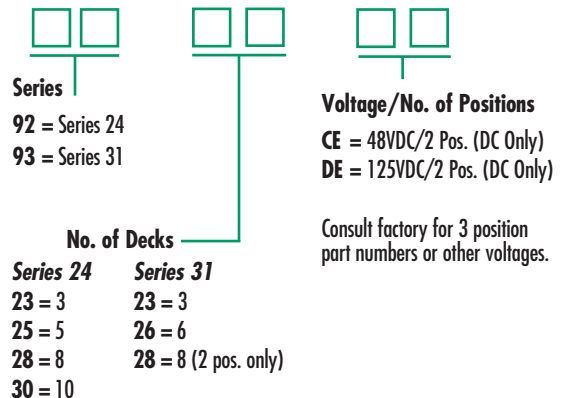 Series
92 = Series 24
93 = Series 31
No. of Decks
Series 24 Series 31
23 = 3 23 = 3
25 = 5 26 = 6
28 = 8 28 = 8 (2 pos. only)
30 = 10
Voltage/No. of Positions
CE = 48VDC/2 Pos. (DC Only)
DE = 125VDC/2 Pos. (DC Only)
Consult factory for 3 position
part numbers or other voltages.